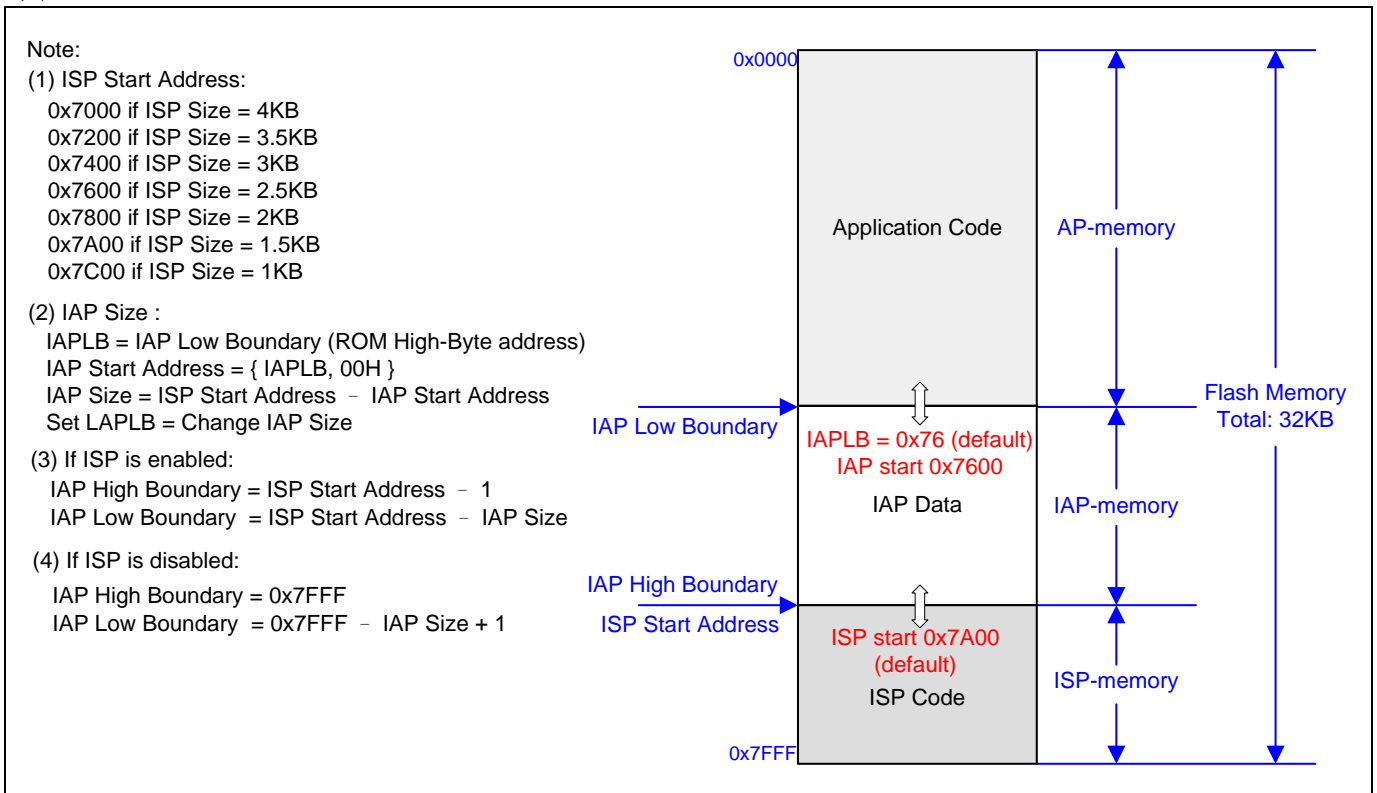 Note:
(1) ISP Start Address:
0x7000 if ISP Size = 4KB
0x7200 if ISP Size = 3.5KB
0x7400 if ISP Size = 3KB
0x7600 if ISP Size = 2.5KB
0x7800 if ISP Size = 2KB
0x7A00 if ISP Size = 1.5KB
0x7C00 if ISP Size = 1KB
(2) IAP Size :
IAPLB = IAP Low Boundary (ROM High-Byte address)
IAP Start Address = { IAPLB, 00H }
IAP Size = ISP Start Address – IAP Start Address
Set LAPLB = Change IAP Size
(3) If ISP is enabled:
IAP High Boundary = ISP Start Address – 1
IAP Low Boundary = ISP Start Address – IAP Size
(4) If ISP is disabled:
IAP High Boundary = 0x7FFF
IAP Low Boundary = 0x7FFF – IAP Size + 1
0x0000
Application Code
AP-memory
Flash Memory
Total: 32KB
IAP Low Boundary
IAPLB = 0x76 (default)
IAP start 0x7600
IAP Data
IAP-memory
IAP High Boundary
ISP Start Address
ISP start 0x7A00
(default)
ISP Code
ISP-memory
0x7FFF